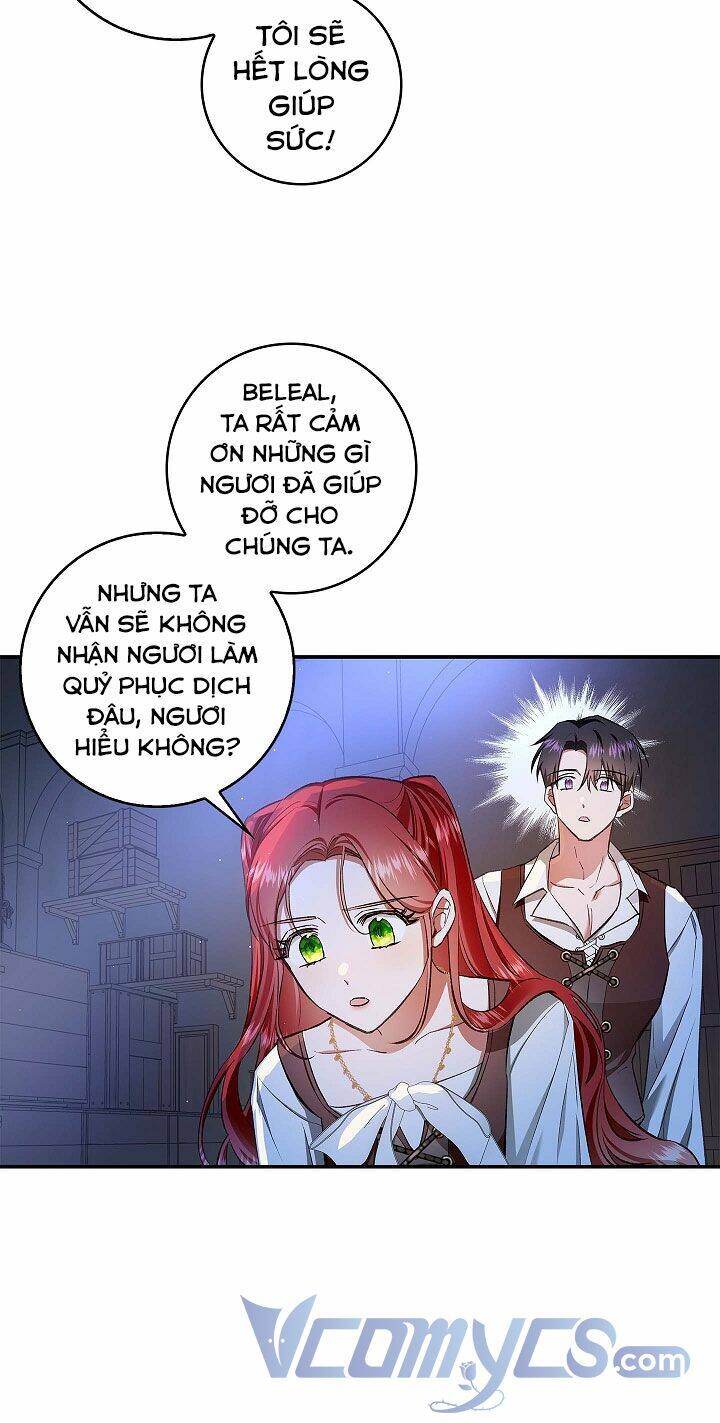 TÔI SẼ
HẾT LÒNG
GIÚP
SỨC!
BELEAL,
TA RẤT CẢM
ƠN NHỮNG GÌ
NGƯƠI ĐÃ GIÚP
ĐỠ CHO
CHÚNG TA.
NHƯNG TA
VẪN SẼ KHÔNG
NHẬN NGƯƠI LÀM
QUỶ PHỤC DỊCH
ĐÂU, NGƯƠI
HIỂU KHÔNG?
VCOMYCS.com